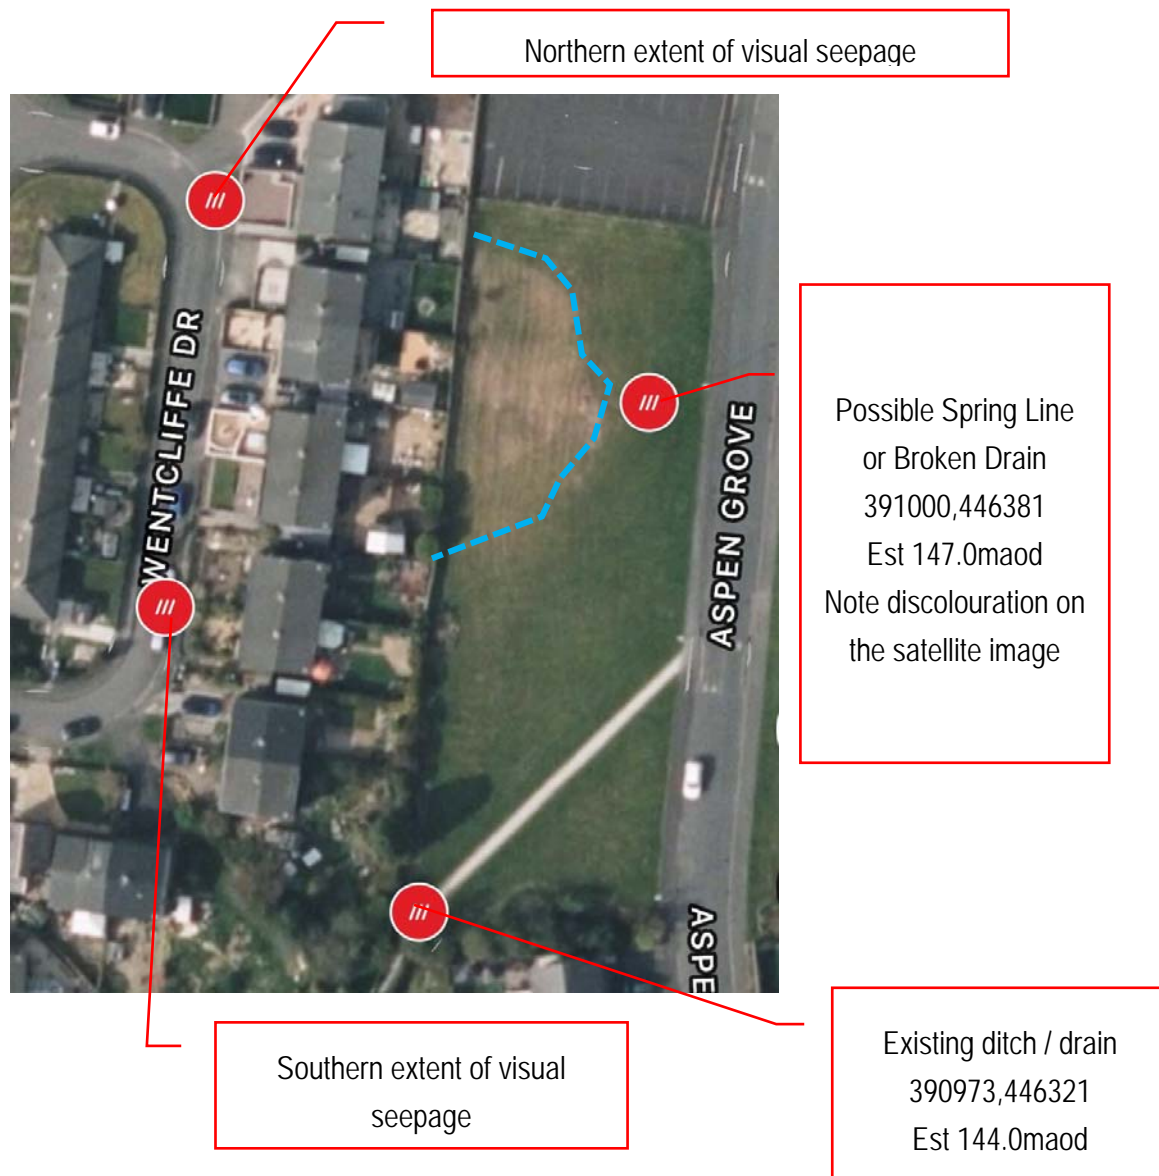 Northern extent of visual seepage
WENTCLIFFE DR
ASPEN GROVE
Possible Spring Line
or Broken Drain
391000,446381
Est 147.0maod
Note discolouration on
the satellite image
ASPE
Southern extent of visual
seepage
Existing ditch / drain
390973,446321
Est 144.0maod